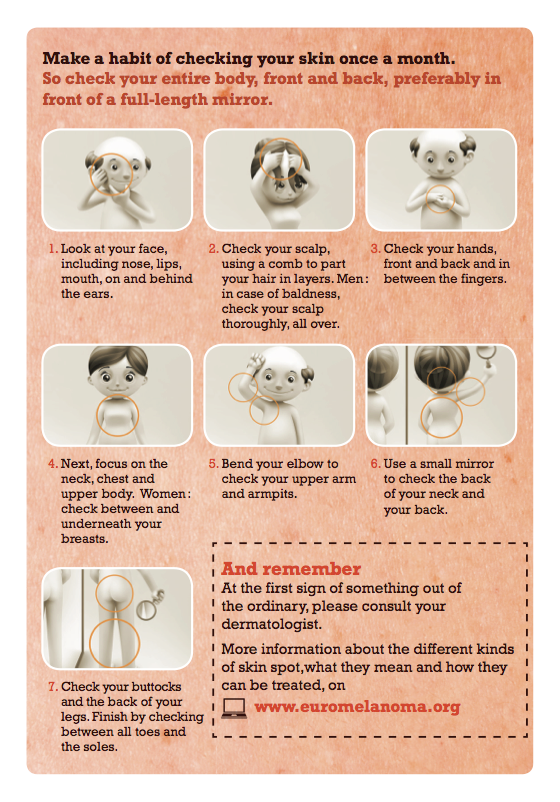 Make a habit of checking your skin once a month.
So check your entire body, front and back, preferably in
front of a full-length mirror.
1. Look at your face,
including nose, lips,
mouth, on and behind
the ears.
2. Check your scalp,
using a comb to part
your hair in layers. Men:
in case of baldness,
check your scalp
thoroughly, all over.
3. Check your hands,
front and back and in
between the fingers.
4. Next, focus on the
neck, chest and
upper body. Women:
check between and
underneath your
breasts.
5. Bend your elbow to
check your upper arm
and armpits.
6. Use a small mirror
to check the back
of your neck and
your back.
7. Check your buttocks
and the back of your
legs. Finish by checking
between all toes and
the soles.
And remember
At the first sign of something out of
the ordinary, please consult your
dermatologist.
More information about the different kinds
of skin spot,what they mean and how they
can be treated, on
www.euromelanoma.org